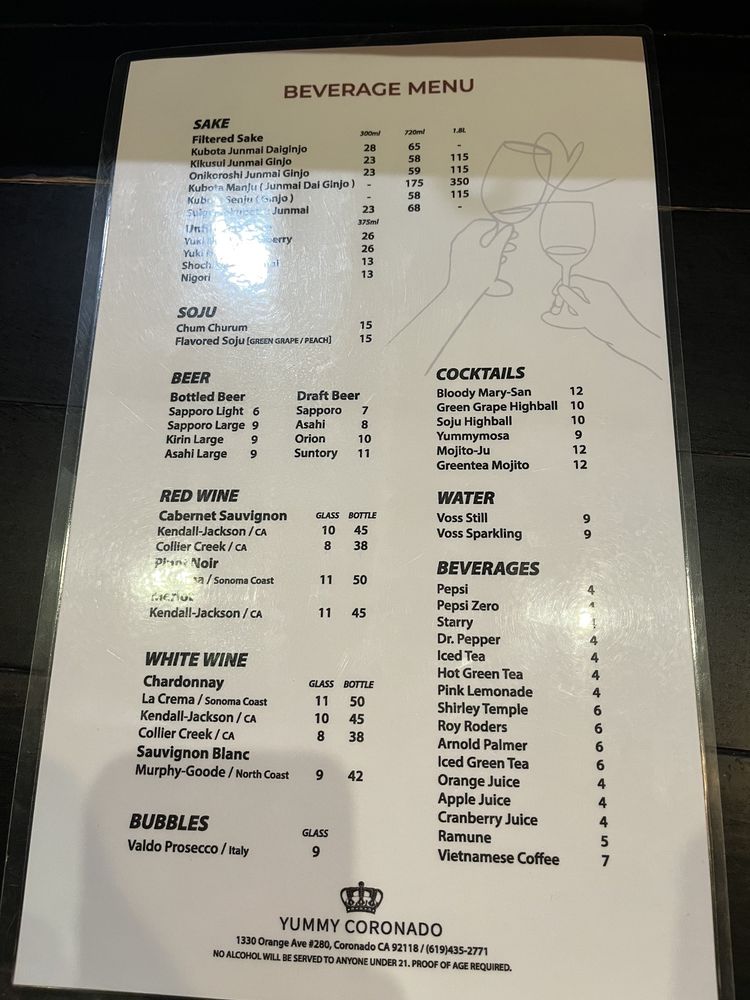 BEVERAGE MENU
SAKE
Filtered Sake 300ml 720ml 1.8L
Kubota Junmai Daiginjo 28 65 -
Kikusui Junmai Ginjo 23 58 115
Onikoroshi Junmai Ginjo 23 59 115
Kubota Manju ( Junmai Dai Ginjo ) - 175 350
Senju ( Ginjo ) - 58 115
Junmai 23 68 -
375ml
Yuki 26
Yuki 26
13
Nigori 13
SOJU
Chum Churum 15
Flavored Soju [GREEN GRAPE / PEACH] 15
BEER
Bottled Beer
Sapporo Light 6
Sapporo Large 9
Kirin Large 9
Asahi Large 9
Draft Beer
Sapporo 7
Asahi 8
Orion 10
Suntory 11
RED WINE
Cabernet Sauvignon GLASS BOTTLE
Kendall-Jackson / CA 10 45
Collier Creek / CA 8 38
Noir
/ Sonoma Coast 11 50
Merlot
Kendall-Jackson / CA 11 45
WHITE WINE
Chardonnay GLASS BOTTLE
La Crema / Sonoma Coast 11 50
Kendall-Jackson / CA 10 45
Collier Creek / CA 8 38
Sauvignon Blanc
Murphy-Goode / North Coast 9 42
BUBBLES
GLASS
Valdo Prosecco / Italy 9
COCKTAILS
Bloody Mary-San 12
Green Grape Highball 10
Soju Highball 10
Yummymosa 9
Mojito-Ju 12
Greentea Mojito 12
WATER
Voss Still 9
Voss Sparkling 9
BEVERAGES
Pepsi 4
Pepsi Zero 4
Starry
Dr. Pepper 4
Iced Tea 4
Hot Green Tea 4
Pink Lemonade 4
Shirley Temple 6
Roy Roders 6
Arnold Palmer 6
Iced Green Tea 6
Orange Juice 4
Apple Juice 4
Cranberry Juice 4
Ramune 5
Vietnamese Coffee 7
YUMMY CORONADO
1330 Orange Ave #280, Coronado CA 92118 / (619)435-2771
NO ALCOHOL WILL BE SERVED TO ANYONE UNDER 21. PROOF OF AGE REQUIRED.